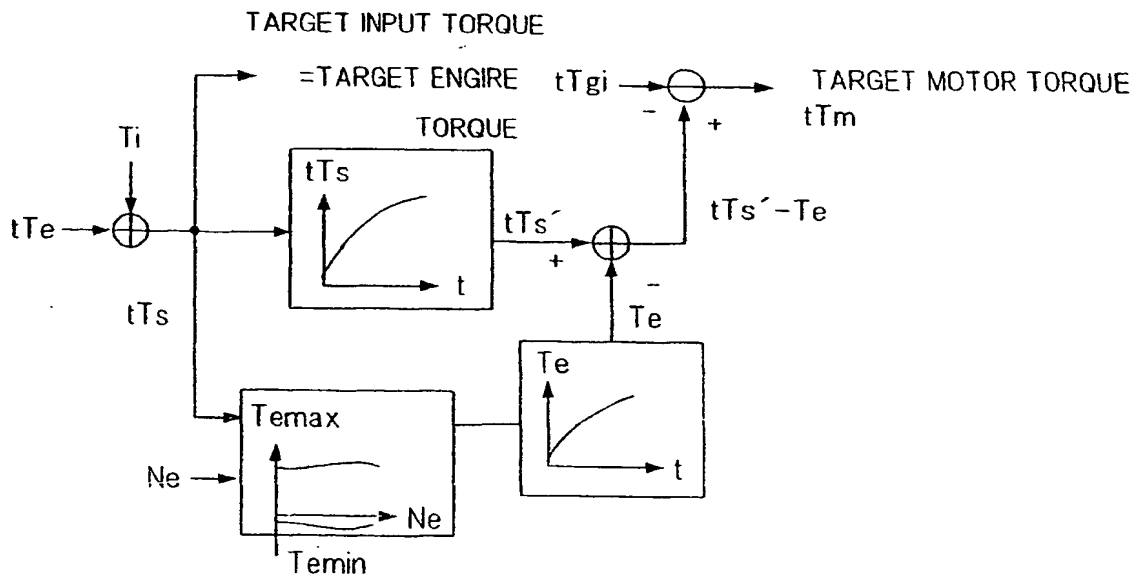 TARGET INPUT TORQUE
=TARGET ENGIRE
TORQUE
tTgi
-
+
TARGET MOTOR TORQUE
tTm
Ti
tTe
tTs
t
tTs
tTs´
+
-
tTs´-Te
Te
Te
t
Temax
Ne
Ne
Temin